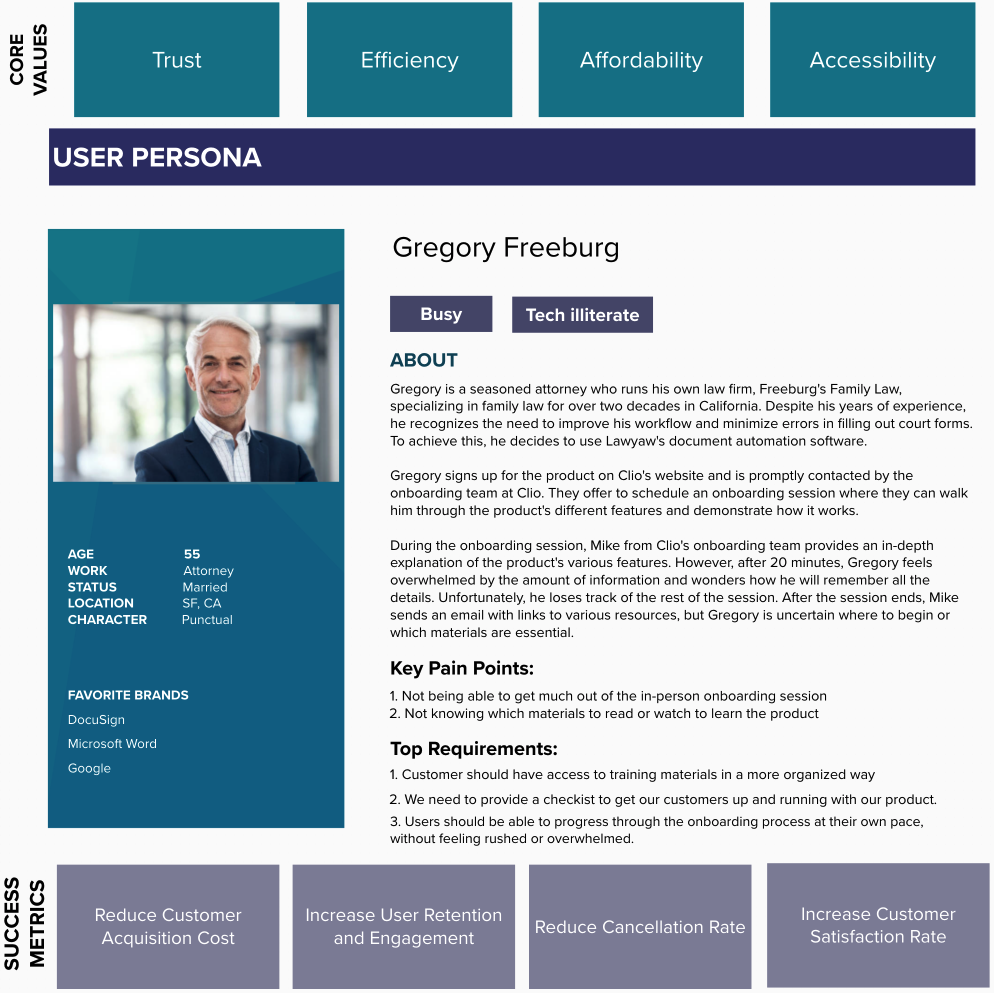 CORE
VALUES
Trust
Efficiency
Affordability
Accessibility
USER PERSONA
Gregory Freeburg
Busy
Tech illiterate
ABOUT
Gregory is a seasoned attorney who runs his own law firm, Freeburg's Family Law,
specializing in family law for over two decades in California. Despite his years of experience,
he recognizes the need to improve his workflow and minimize errors in filling out court forms.
To achieve this, he decides to use Lawyaw's document automation software.
Gregory signs up for the product on Clio's website and is promptly contacted by the
onboarding team at Clio. They offer to schedule an onboarding session where they can walk
him through the product's different features and demonstrate how it works.
During the onboarding session, Mike from Clio's onboarding team provides an in-depth
explanation of the product's various features. However, after 20 minutes, Gregory feels
overwhelmed by the amount of information and wonders how he will remember all the
details. Unfortunately, he loses track of the rest of the session. After the session ends, Mike
sends an email with links to various resources, but Gregory is uncertain where to begin or
which materials are essential.
Key Pain Points:
1. Not being able to get much out of the in-person onboarding session
2. Not knowing which materials to read or watch to learn the product
Top Requirements:
1. Customer should have access to training materials in a more organized way
2. We need to provide a checkist to get our customers up and running with our product.
3. Users should be able to progress through the onboarding process at their own pace,
without feeling rushed or overwhelmed.
AGE 55
WORK Attorney
STATUS Married
LOCATION SF, CA
CHARACTER Punctual
FAVORITE BRANDS
DocuSign
Microsoft Word
Google
SUCCESS
METRICS
Reduce Customer
Acquisition Cost
Increase User Retention
and Engagement
Reduce Cancellation Rate
Increase Customer
Satisfaction Rate